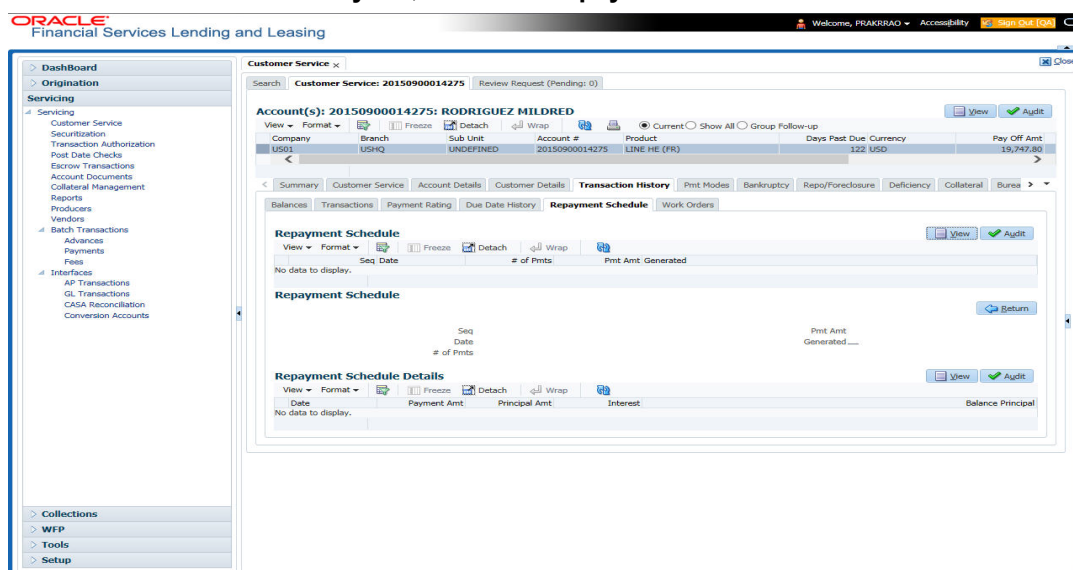 ORACLE
Financial Services Lending and Leasing
Welcome, PRAKRRAO Accessibility Sign Out [QA]
Close
DashBoard
Origination
Servicing
Servicing
Customer Service
Securitization
Transaction Authorization
Post Date Checks
Escrow Transactions
Account Documents
Collateral Management
Reports
Producers
Vendors
Batch Transactions
Advances
Payments
Fees
Interfaces
AP Transactions
GL Transactions
CASA Reconciliation
Conversion Accounts
Collections
WFP
Tools
Setup
Customer Service
Search Customer Service: 20150900014275 Review Request (Pending: 0)
Account(s): 20150900014275: RODRIGUEZ MILDRED View Audit
View Format Freeze Detach Wrap Current Show All Group Follow-up
Company Branch Sub Unit Account # Product Days Past Due Currency Pay Off Amt
US01 USHQ UNDEFINED 20150900014275 LINE HE (FR) 122 USD 19,747.80
Summary Customer Service Account Details Customer Details Transaction History Pmt Modes Bankruptcy Repo/Foreclosure Deficiency Collateral Burea
Balances Transactions Payment Rating Due Date History Repayment Schedule Work Orders
Repayment Schedule View Audit
View Format Freeze Detach Wrap
Seq Date # of Pmts Pmt Amt Generated
No data to display.
Repayment Schedule
Return
Seq Pmt Amt
Date Generated
# of Pmts
Repayment Schedule Details View Audit
View Format Freeze Detach Wrap
Date Payment Amt Principal Amt Interest Balance Principal
No data to display.